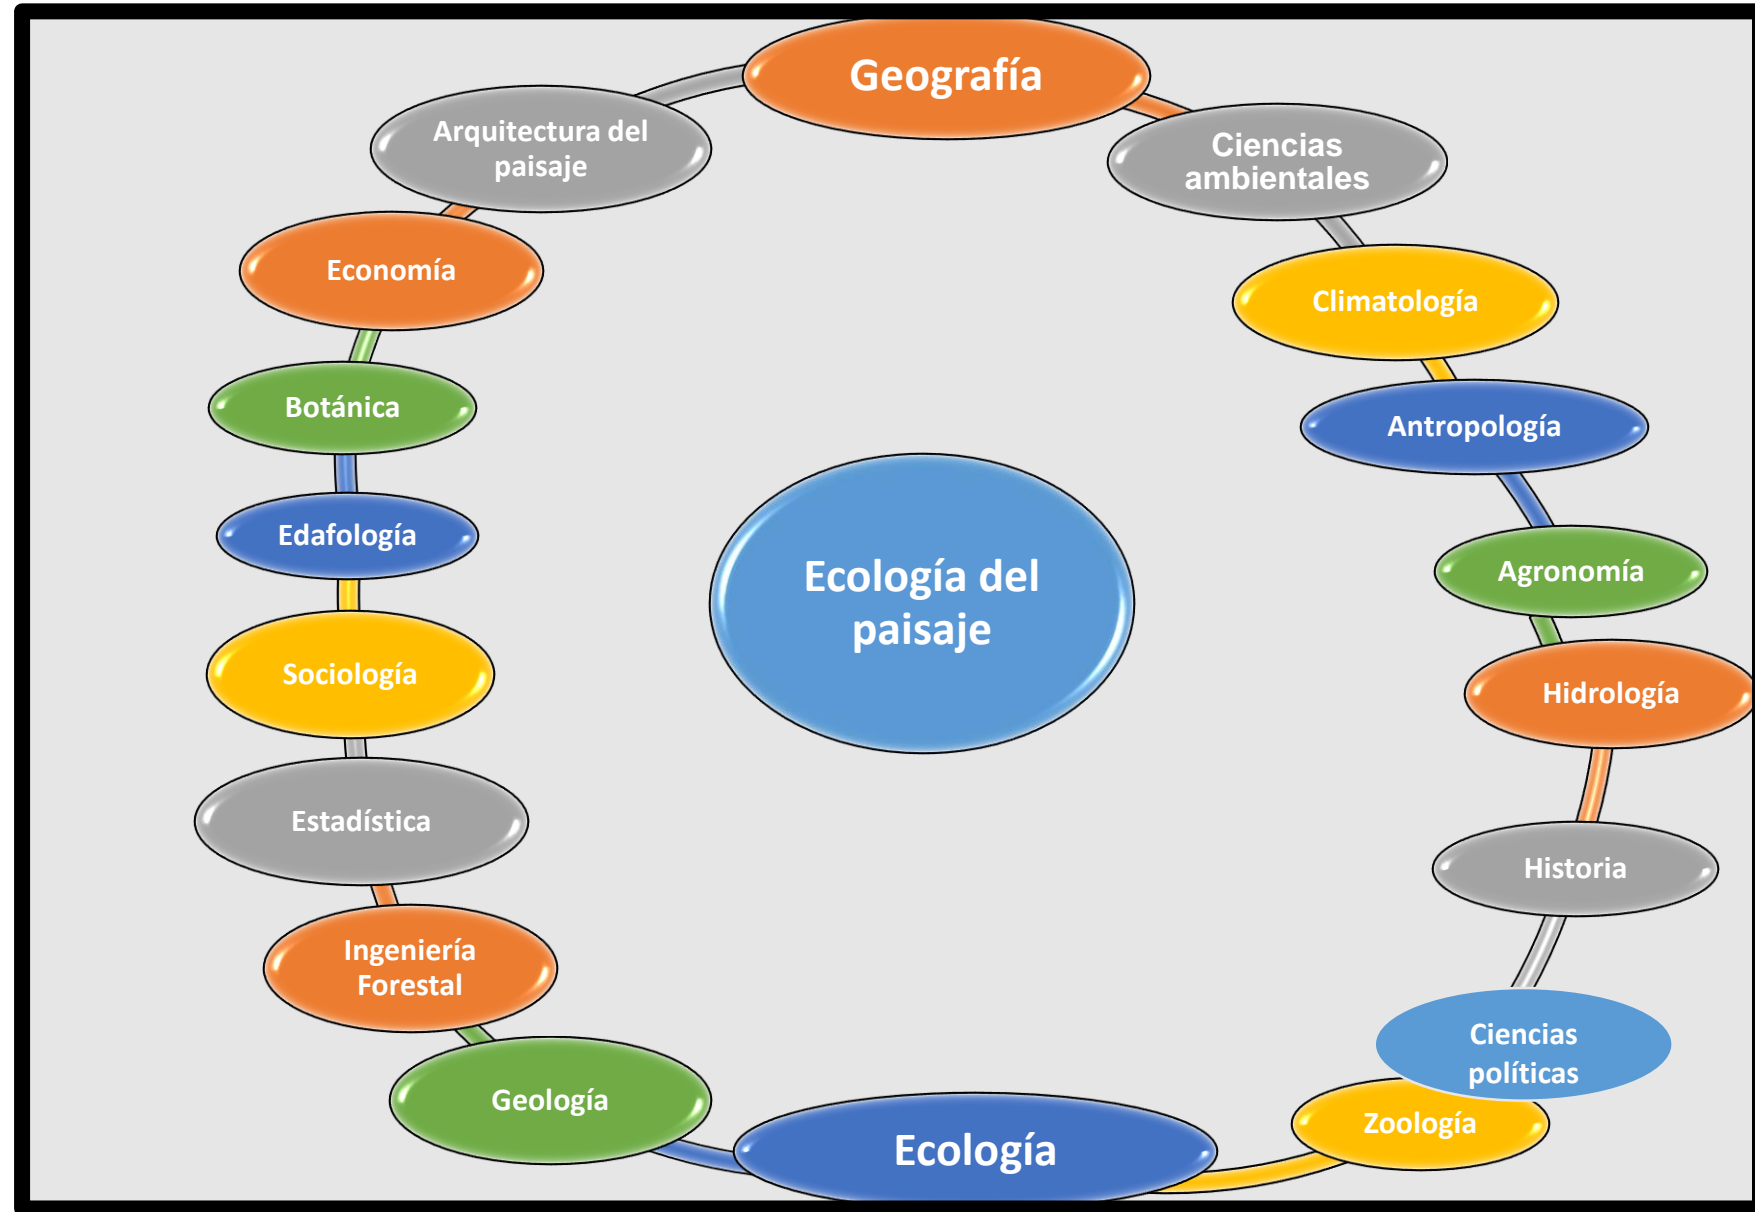 Geografía
Arquitectura del
paisaje
Ciencias
ambientales
Economía
Climatología
Botánica
Antropología
Edafología
Ecología del
paisaje
Agronomía
Sociología
Hidrología
Estadística
Historia
Ingeniería
Forestal
Ciencias
políticas
Geología
Zoología
Ecología